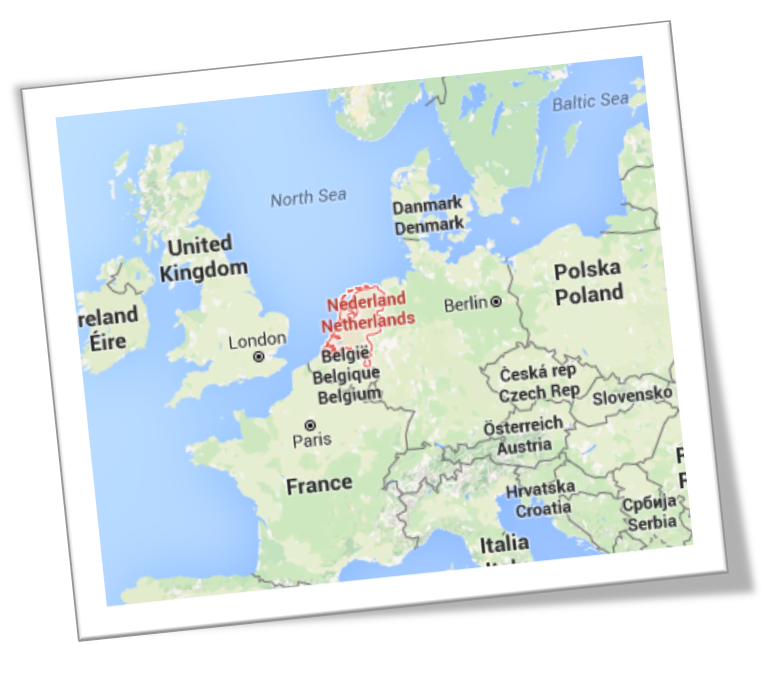 Baltic Sea
North Sea
Danmark
Denmark
United
Kingdom
Polska
Poland
Nederland
Netherlands
Berlin
reland
Éire
London
België
Belgique
Belgium
Česká rep
Czech Rep
Slovensko
Paris
Österreich
Austria
France
Hrvatska
Croatia
Србија
Serbia
Italia